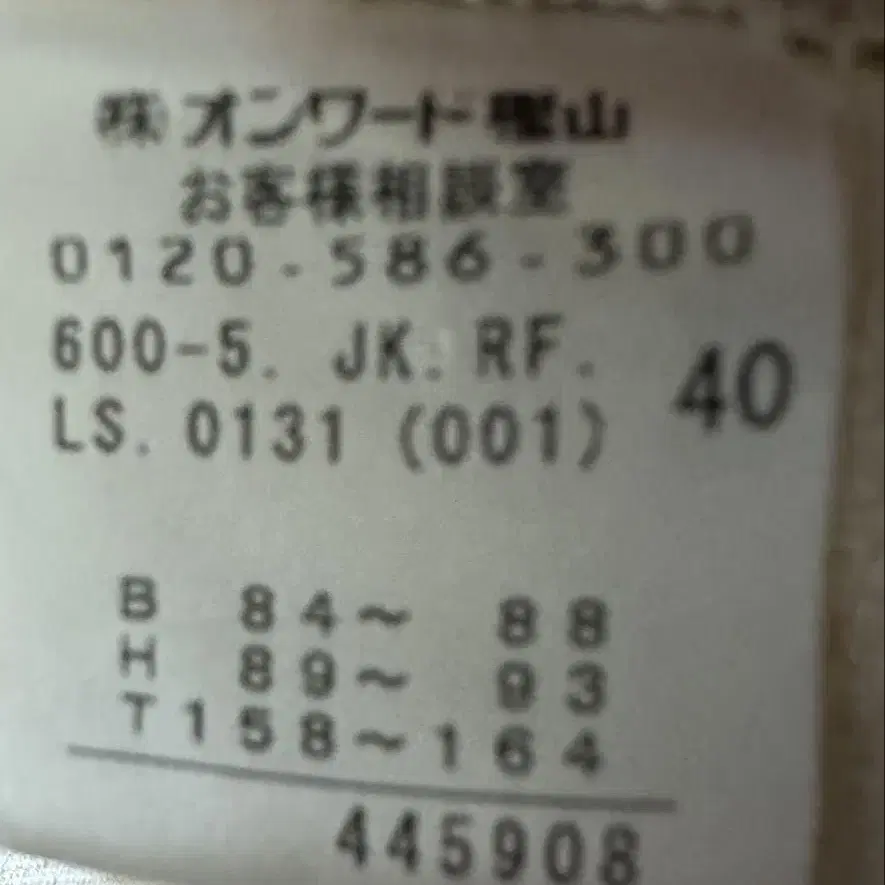 ㈱オンワード樫山
お客様相談室
0120-586-300
600-5. JK. RF.
LS. 0131 (001)
40
B 84~ 88
H 89~ 93
T158~164
445908